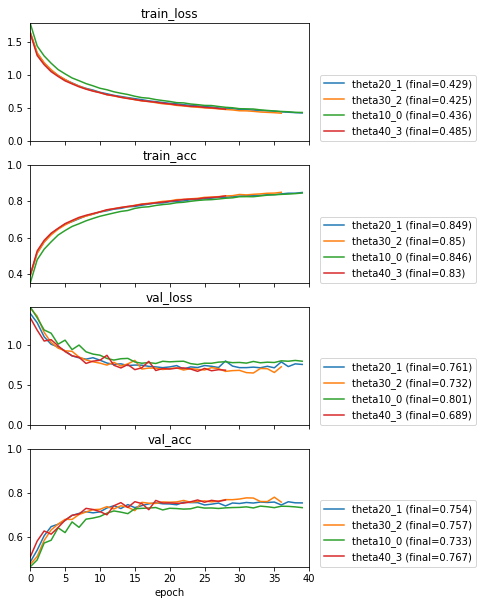 train_loss
1.5
1.0
0.5
0.0
theta20_1 (final=0.429)
theta30_2 (final=0.425)
theta10_0 (final=0.436)
theta40_3 (final=0.485)
train_acc
1.0
0.8
0.6
0.4
theta20_1 (final=0.849)
theta30_2 (final=0.85)
theta10_0 (final=0.846)
theta40_3 (final=0.83)
val_loss
1.0
0.5
0.0
theta20_1 (final=0.761)
theta30_2 (final=0.732)
theta10_0 (final=0.801)
theta40_3 (final=0.689)
val_acc
1.0
0.8
0.6
theta20_1 (final=0.754)
theta30_2 (final=0.757)
theta10_0 (final=0.733)
theta40_3 (final=0.767)
0 5 10 15 20 25 30 35 40
epoch